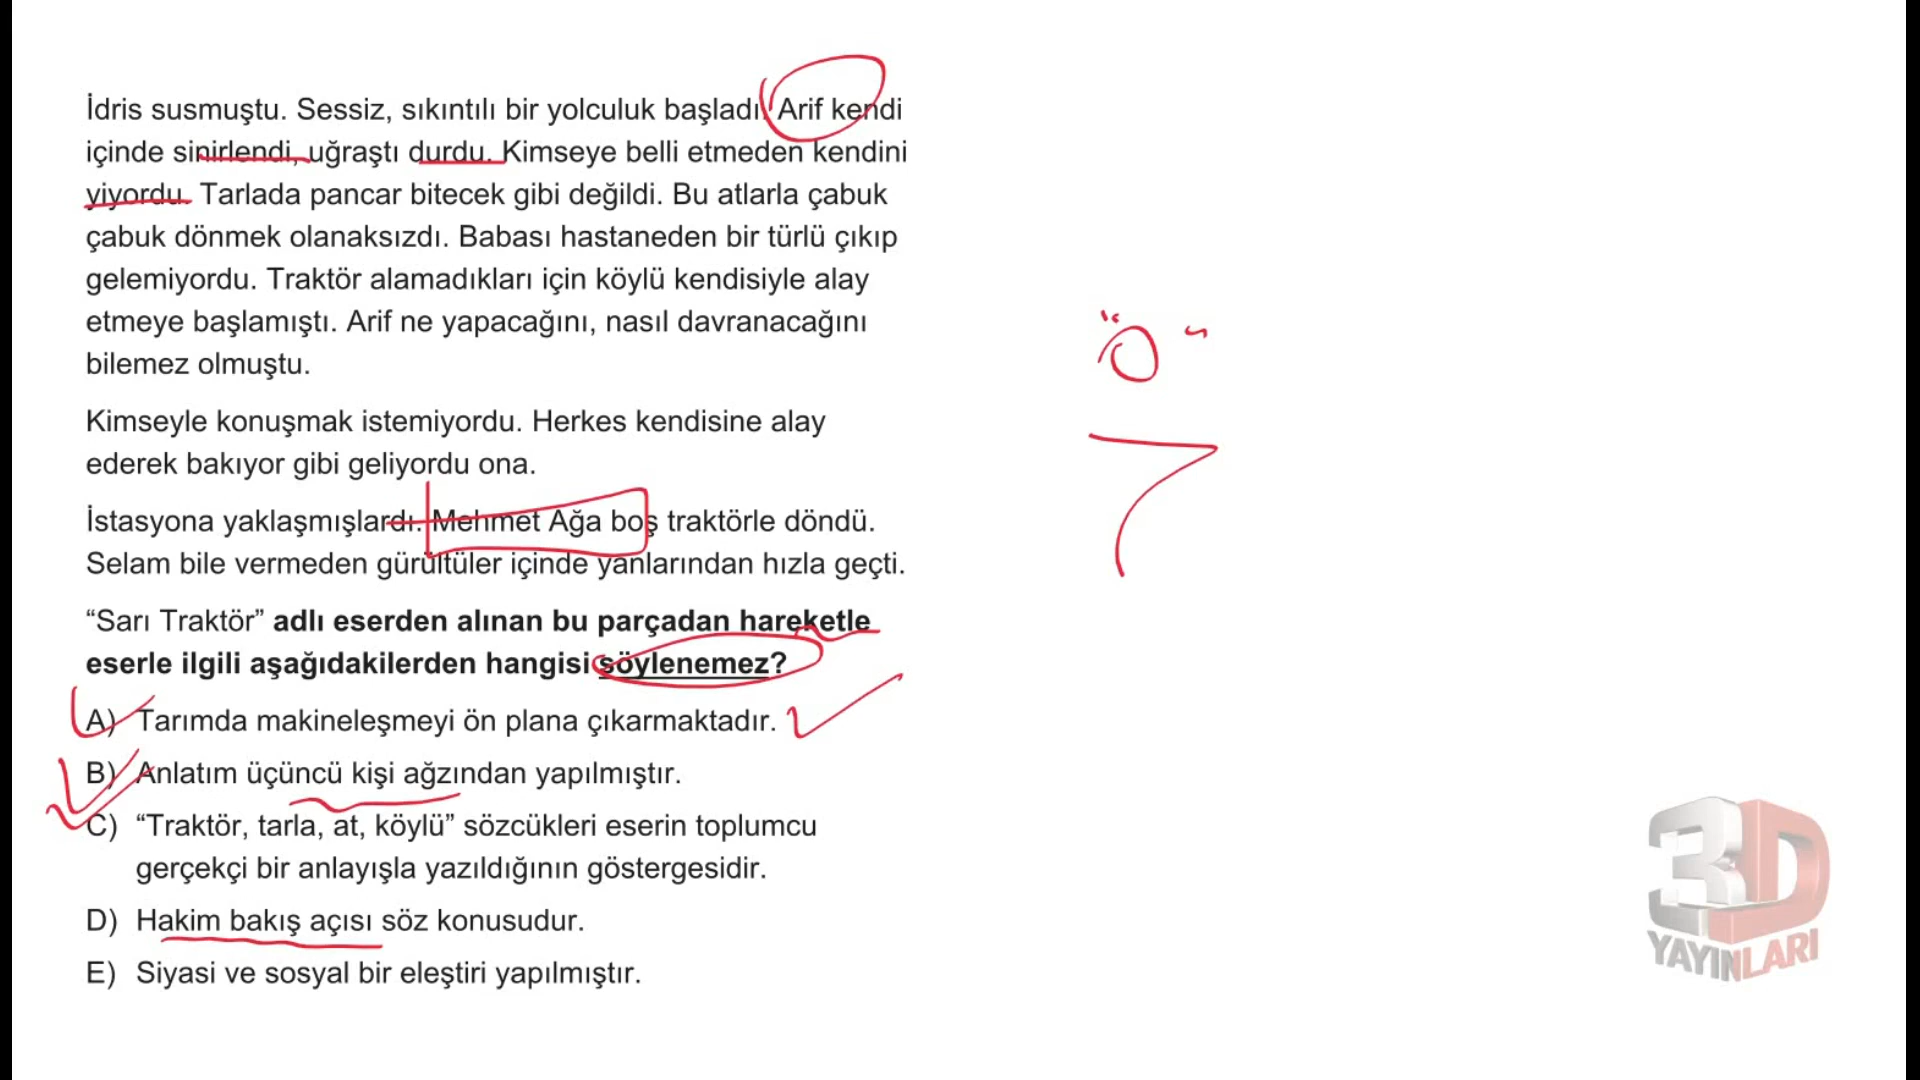 İdris susmuştu. Sessiz, sıkıntılı bir yolculuk başladı. Arif kendi
içinde sinirlendi, uğraştı durdu. Kimseye belli etmeden kendini
yiyordu. Tarlada pancar bitecek gibi değildi. Bu atlarla çabuk
çabuk dönmek olanaksızdı. Babası hastaneden bir türlü çıkıp
gelemiyordu. Traktör alamadıkları için köylü kendisiyle alay
etmeye başlamıştı. Arif ne yapacağını, nasıl davranacağını
bilemez olmuştu.
Kimseyle konuşmak istemiyordu. Herkes kendisine alay
ederek bakıyor gibi geliyordu ona.
İstasyona yaklaşmışlardı. Mehmet Ağa boş traktörle döndü.
Selam bile vermeden gürültüler içinde yanlarından hızla geçti.
“Sarı Traktör” adlı eserden alınan bu parçadan hareketle
eserle ilgili aşağıdakilerden hangisi söylenemez?
A) Tarımda makineleşmeyi ön plana çıkarmaktadır.
B) Anlatım üçüncü kişi ağzından yapılmıştır.
C) “Traktör, tarla, at, köylü” sözcükleri eserin toplumcu
gerçekçi bir anlayışla yazıldığının göstergesidir.
D) Hakim bakış açısı söz konusudur.
E) Siyasi ve sosyal bir eleştiri yapılmıştır.
"O"
7
3D
YAYINLARI